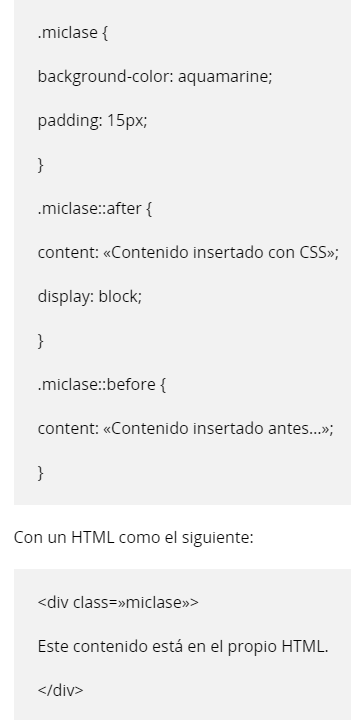 .miclase {
background-color: aquamarine;
padding: 15px;
}
.miclase::after {
content: «Contenido insertado con CSS»;
display: block;
}
.miclase::before {
content: «Contenido insertado antes…»;
}
Con un HTML como el siguiente:
<div class=»miclase»>
Este contenido está en el propio HTML.
</div>